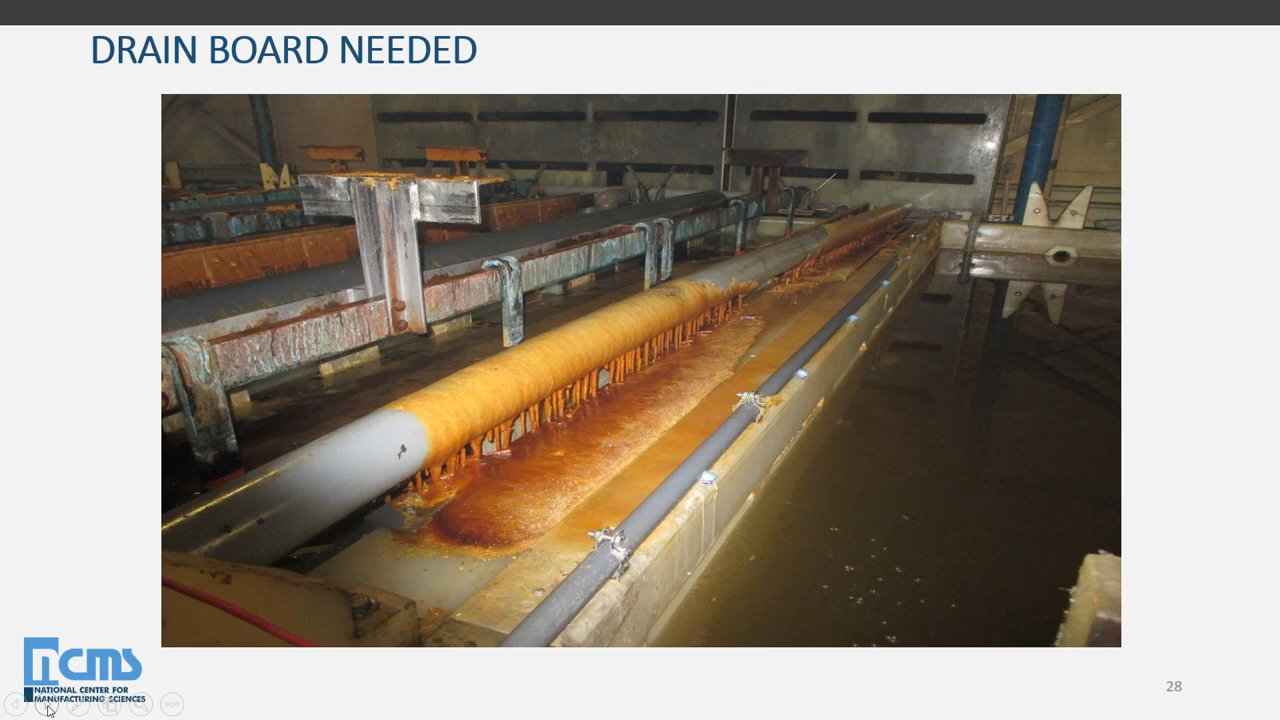 DRAIN BOARD NEEDED
ncms
NATIONAL CENTER FOR
MANUFACTURING SCIENCES
28